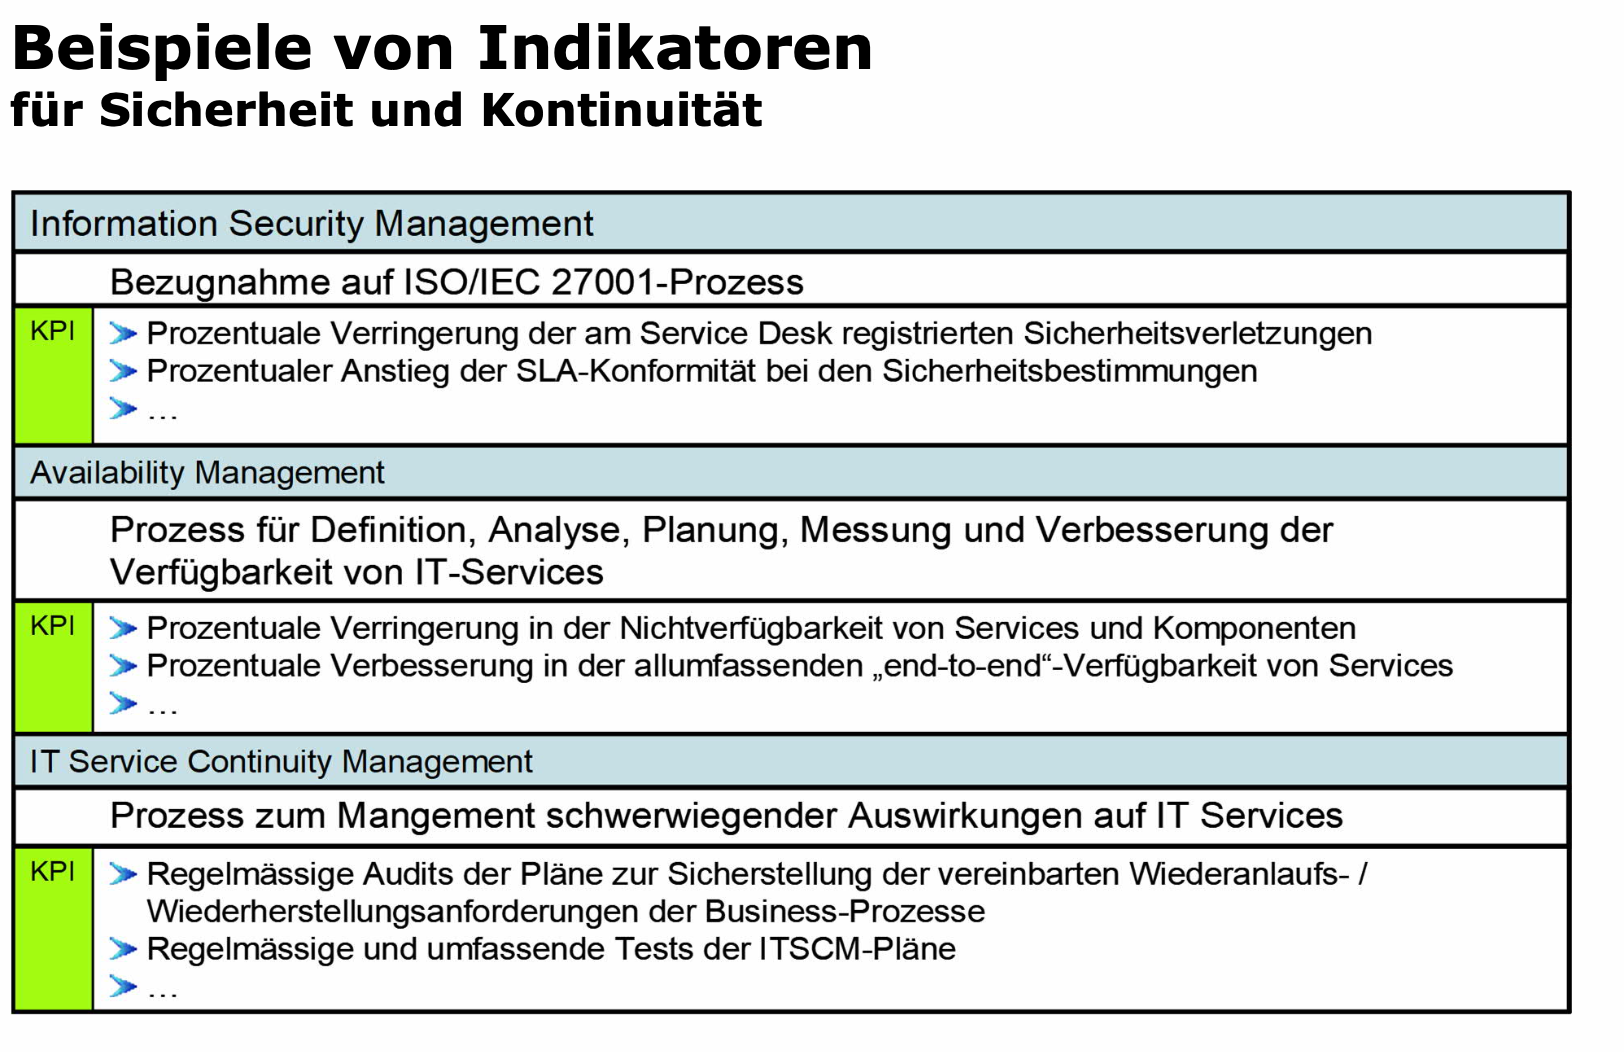 Beispiele von Indikatoren
für Sicherheit und Kontinuität
Information Security Management
Bezugnahme auf ISO/IEC 27001-Prozess
KPI
Prozentuale Verringerung der am Service Desk registrierten Sicherheitsverletzungen
Prozentualer Anstieg der SLA-Konformität bei den Sicherheitsbestimmungen
…
Availability Management
Prozess für Definition, Analyse, Planung, Messung und Verbesserung der
Verfügbarkeit von IT-Services
KPI
Prozentuale Verringerung in der Nichtverfügbarkeit von Services und Komponenten
Prozentuale Verbesserung in der allumfassenden „end-to-end“-Verfügbarkeit von Services
…
IT Service Continuity Management
Prozess zum Mangement schwerwiegender Auswirkungen auf IT Services
KPI
Regelmässige Audits der Pläne zur Sicherstellung der vereinbarten Wiederanlaufs- /
Wiederherstellungsanforderungen der Business-Prozesse
Regelmässige und umfassende Tests der ITSCM-Pläne
…